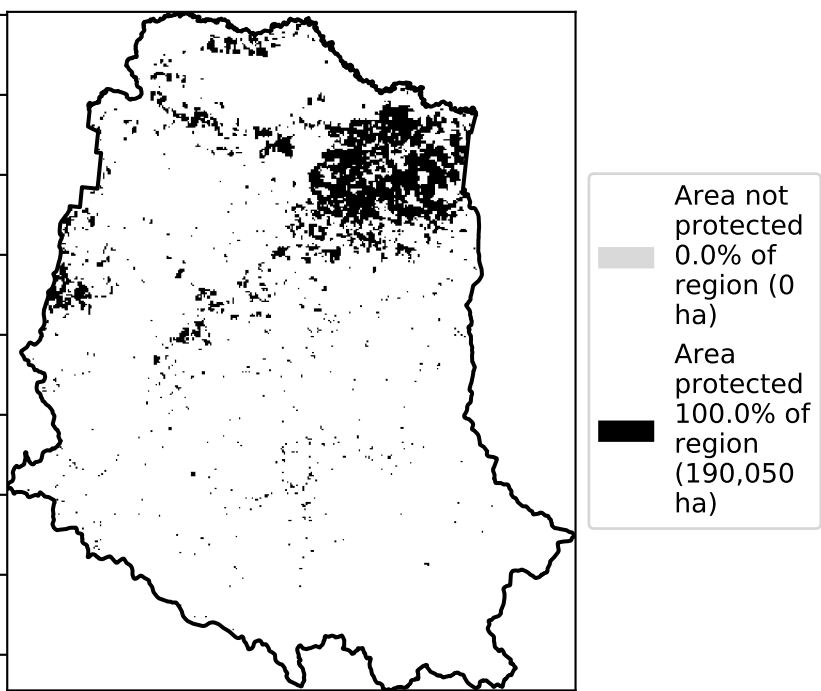 Area not
protected
0.0% of
region (0
ha)
Area
protected
100.0% of
region
(190,050
ha)